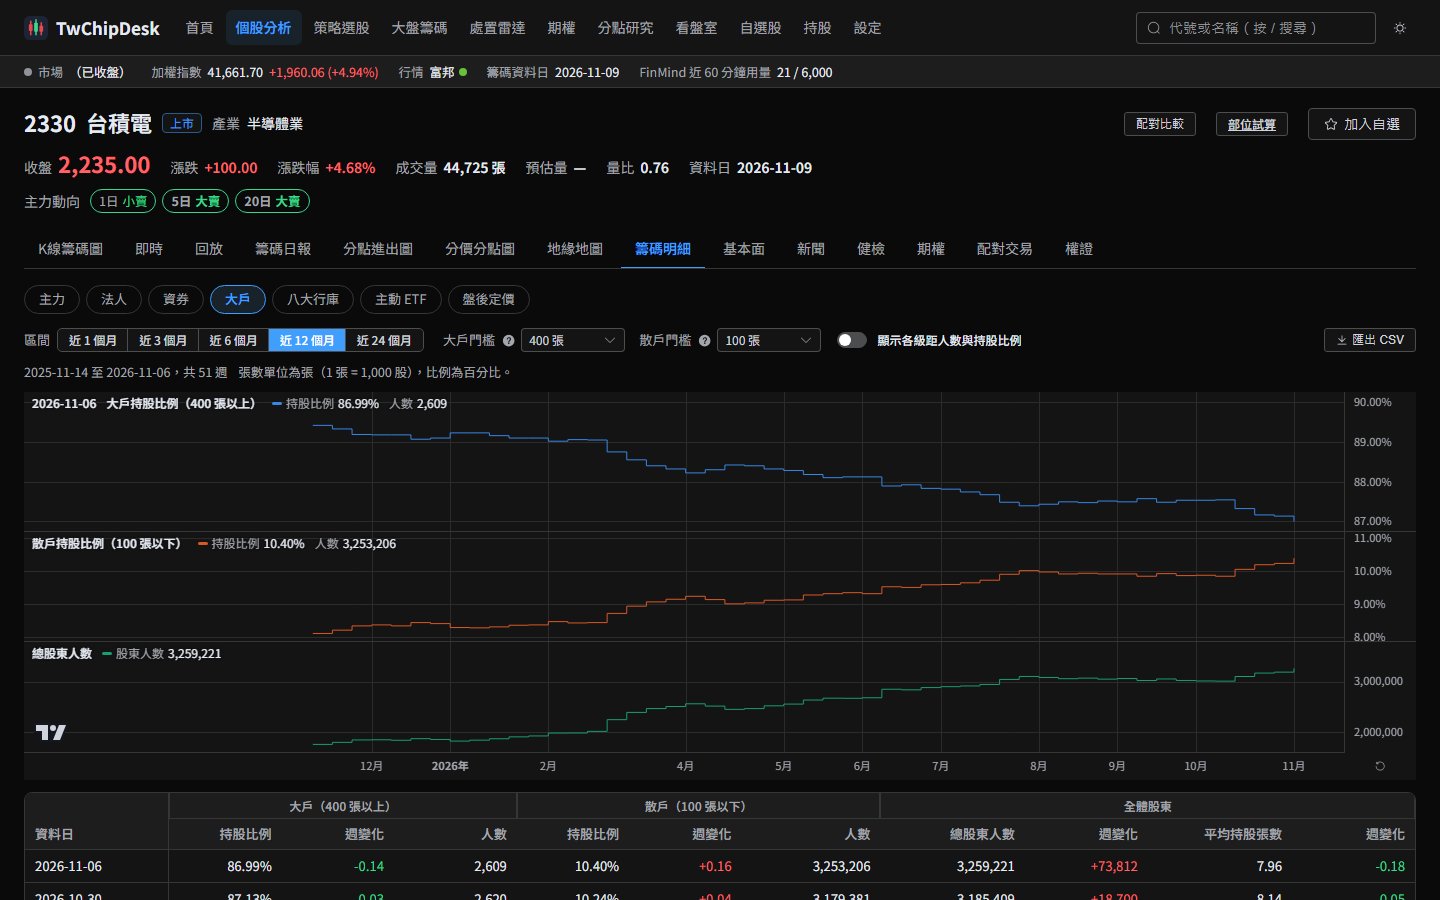 TwChipDesk 首頁 個股分析 策略選股 大盤籌碼 處置雷達 期權 分點研究 看盤室 自選股 持股 設定 代號或名稱（按 / 搜尋）
市場 （已收盤） 加權指數 41,661.70 +1,960.06 (+4.94%) 行情 富邦 籌碼資料日 2026-11-09 FinMind 近 60 分鐘用量 21 / 6,000
2330 台積電 上市 產業 半導體業 配對比較 部位試算 加入自選
收盤 2,235.00 漲跌 +100.00 漲跌幅 +4.68% 成交量 44,725 張 預估量 — 量比 0.76 資料日 2026-11-09
主力動向 1日 小賣 5日 大賣 20日 大賣
K線籌碼圖 即時 回放 籌碼日報 分點進出圖 分價分點圖 地緣地圖 籌碼明細 基本面 新聞 健檢 期權 配對交易 權證
主力 法人 資券 大戶 八大行庫 主動 ETF 盤後定價
區間 近 1 個月 近 3 個月 近 6 個月 近 12 個月 近 24 個月 大戶門檻 ? 400 張 散戶門檻 ? 100 張 顯示各級距人數與持股比例 匯出 CSV
2025-11-14 至 2026-11-06，共 51 週 張數單位為張（1 張 = 1,000 股），比例為百分比。
2026-11-06 大戶持股比例（400 張以上） 持股比例 86.99% 人數 2,609
90.00%
89.00%
88.00%
87.00%
散戶持股比例（100 張以下） 持股比例 10.40% 人數 3,253,206
11.00%
10.00%
9.00%
8.00%
總股東人數 股東人數 3,259,221
3,000,000
2,000,000
12月 2026年 2月 4月 5月 6月 7月 8月 9月 10月 11月
大戶（400 張以上） 散戶（100 張以下） 全體股東
資料日 持股比例 週變化 人數 持股比例 週變化 人數 總股東人數 週變化 平均持股張數 週變化
2026-11-06 86.99% -0.14 2,609 10.40% +0.16 3,253,206 3,259,221 +73,812 7.96 -0.18
2026-10-30 87.13% -0.03 2,620 10.24% +0.04 3,179,381 3,185,409 +18,700 8.14 -0.05